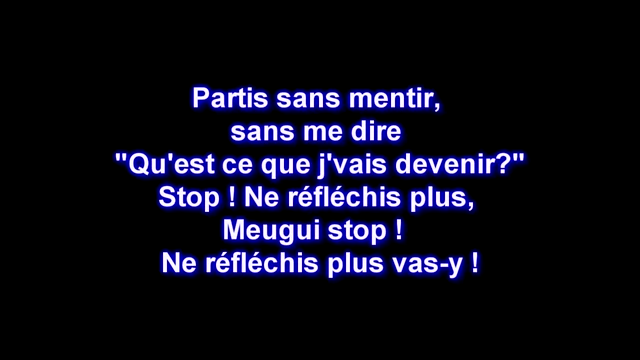 Partis sans mentir,
sans me dire
"Qu'est ce que j'vais devenir?"
Stop ! Ne réfléchis plus,
Meugui stop !
Ne réfléchis plus vas-y !